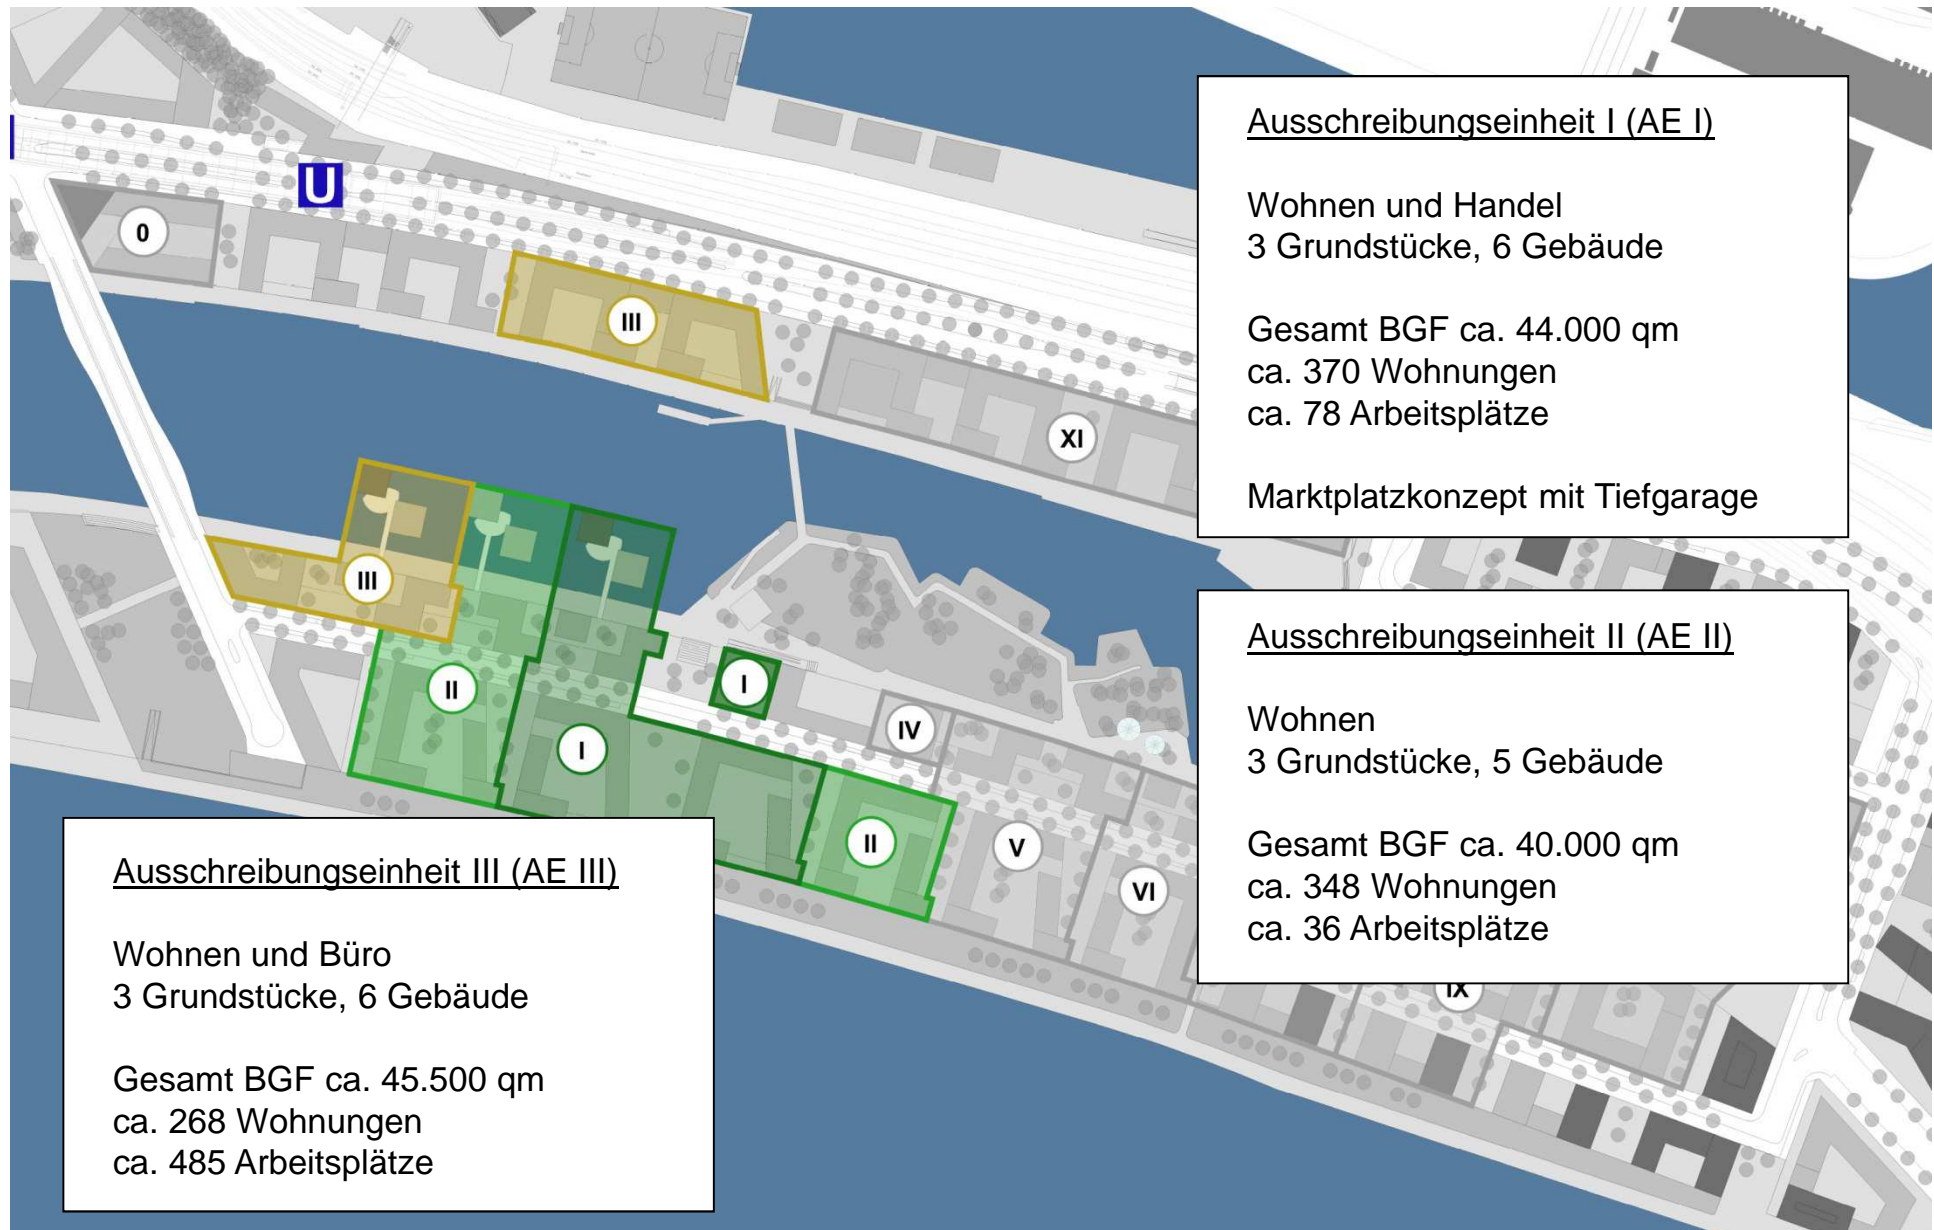 U
0
III
XI
III
II
I
I
IV
II
V
VI
IX
Ausschreibungseinheit I (AE I)
Wohnen und Handel
3 Grundstücke, 6 Gebäude
Gesamt BGF ca. 44.000 qm
ca. 370 Wohnungen
ca. 78 Arbeitsplätze
Marktplatzkonzept mit Tiefgarage
Ausschreibungseinheit II (AE II)
Wohnen
3 Grundstücke, 5 Gebäude
Gesamt BGF ca. 40.000 qm
ca. 348 Wohnungen
ca. 36 Arbeitsplätze
Ausschreibungseinheit III (AE III)
Wohnen und Büro
3 Grundstücke, 6 Gebäude
Gesamt BGF ca. 45.500 qm
ca. 268 Wohnungen
ca. 485 Arbeitsplätze